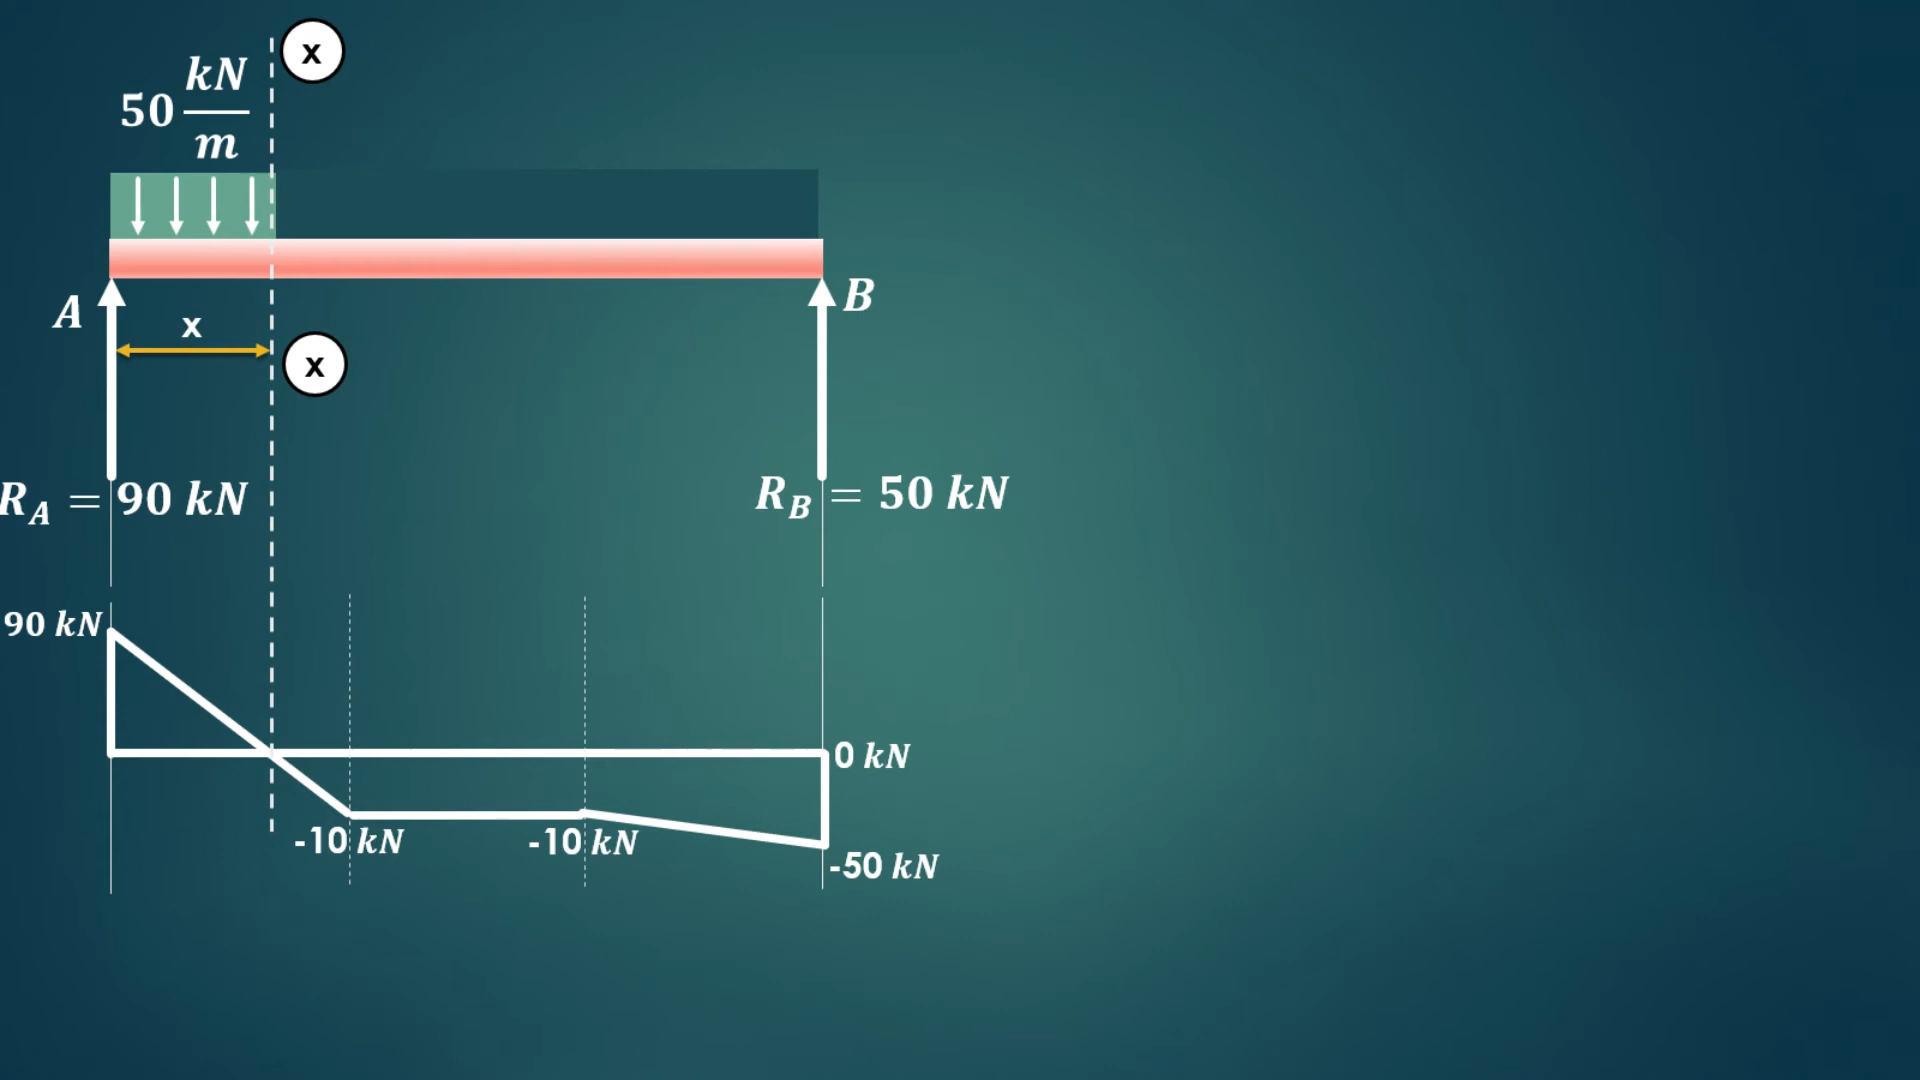 x
50 kN/m
A
B
x
x
R_A = 90 kN
R_B = 50 kN
90 kN
0 kN
-10 kN
-10 kN
-50 kN